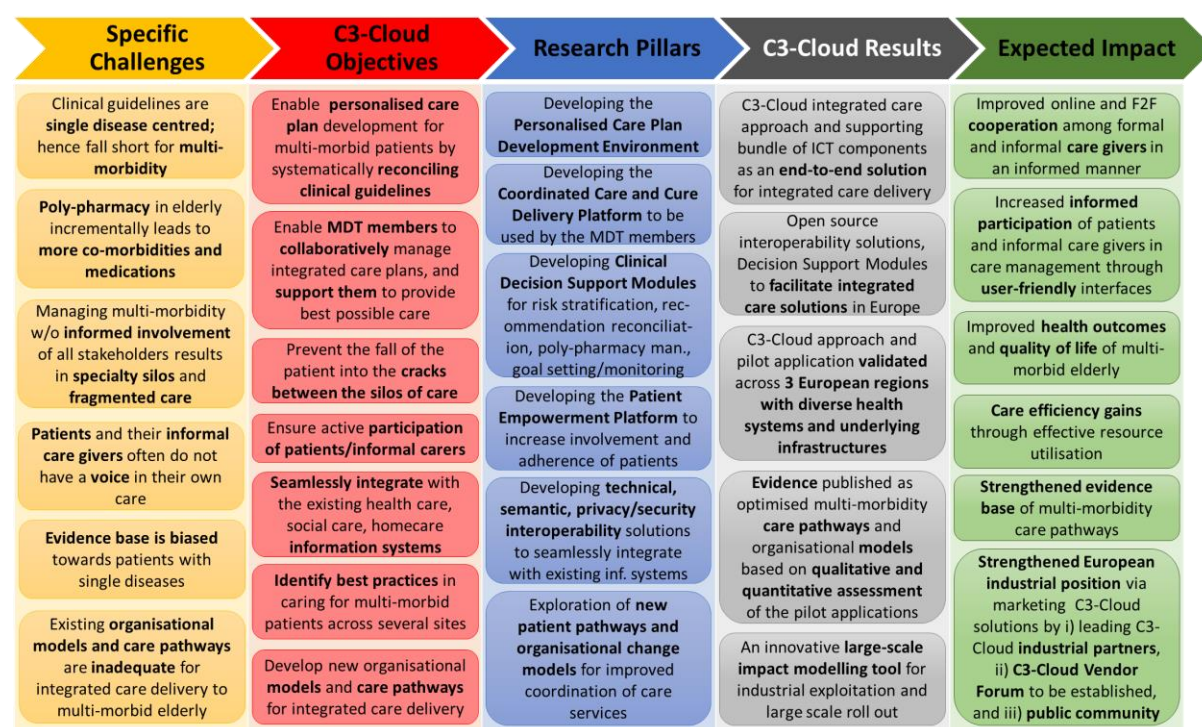 Specific
Challenges
C3-Cloud
Objectives
Research Pillars
C3-Cloud Results
Expected Impact
Clinical guidelines are
single disease centred;
hence fall short for multi-
morbidity
Poly-pharmacy in elderly
incrementally leads to
more co-morbidities and
medications
Managing multi-morbidity
w/o informed involvement
of all stakeholders results
in specialty silos and
fragmented care
Patients and their informal
care givers often do not
have a voice in their own
care
Evidence base is biased
towards patients with
single diseases
Existing organisational
models and care pathways
are inadequate for
integrated care delivery to
multi-morbid elderly
Enable personalised care
plan development for
multi-morbid patients by
systematically reconciling
clinical guidelines
Enable MDT members to
collaboratively manage
integrated care plans, and
support them to provide
best possible care
Prevent the fall of the
patient into the cracks
between the silos of care
Ensure active participation
of patients/informal carers
Seamlessly integrate with
the existing health care,
social care, homecare
information systems
Identify best practices in
caring for multi-morbid
patients across several sites
Develop new organisational
models and care pathways
for integrated care delivery
Developing the
Personalised Care Plan
Development Environment
Developing the
Coordinated Care and Cure
Delivery Platform to be
used by the MDT members
Developing Clinical
Decision Support Modules
for risk stratification, rec-
ommendation reconciliat-
ion, poly-pharmacy man.,
goal setting/monitoring
Developing the Patient
Empowerment Platform to
increase involvement and
adherence of patients
Developing technical,
semantic, privacy/security
interoperability solutions
to seamlessly integrate
with existing inf. systems
Exploration of new
patient pathways and
organisational change
models for improved
coordination of care
services
C3-Cloud integrated care
approach and supporting
bundle of ICT components
as an end-to-end solution
for integrated care delivery
Open source
interoperability solutions,
Decision Support Modules
to facilitate integrated
care solutions in Europe
C3-Cloud approach and
pilot application validated
across 3 European regions
with diverse health
systems and underlying
infrastructures
Evidence published as
optimised multi-morbidity
care pathways and
organisational models
based on qualitative and
quantitative assessment
of the pilot applications
An innovative large-scale
impact modelling tool for
industrial exploitation and
large scale roll out
Improved online and F2F
cooperation among formal
and informal care givers in
an informed manner
Increased informed
participation of patients
and informal care givers in
care management through
user-friendly interfaces
Improved health outcomes
and quality of life of multi-
morbid elderly
Care efficiency gains
through effective resource
utilisation
Strengthened evidence
base of multi-morbidity
care pathways
Strengthened European
industrial position via
marketing C3-Cloud
solutions by i) leading C3-
Cloud industrial partners,
ii) C3-Cloud Vendor
Forum to be established,
and iii) public community